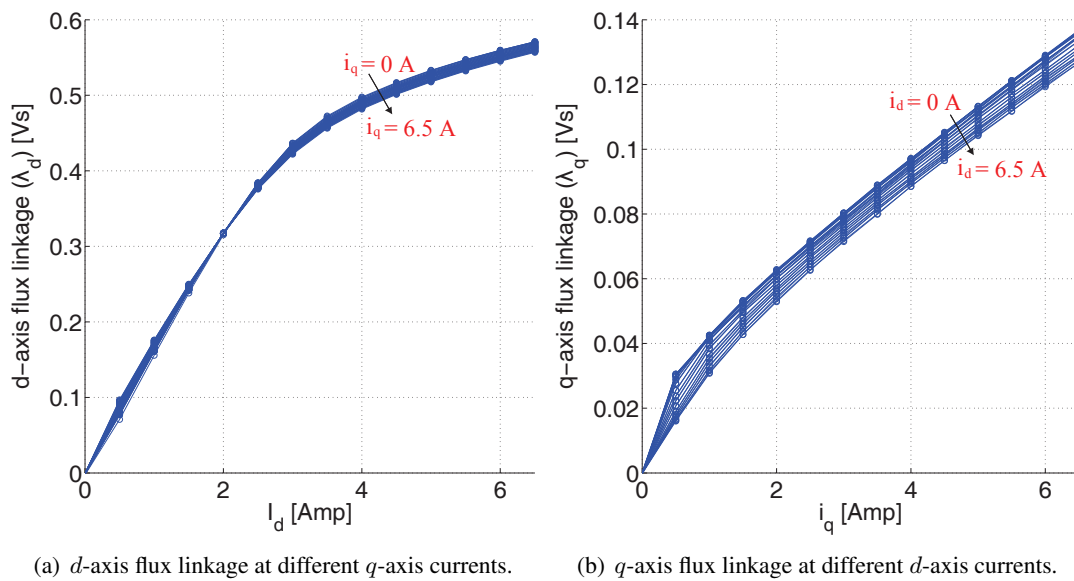 0.6
0.5
0.4
0.3
0.2
0.1
0
d−axis flux linkage (λd) [Vs]
iq = 0 A
iq = 6.5 A
0 2 4 6
Id [Amp]
(a) d-axis flux linkage at different q-axis currents.
0.14
0.12
0.1
0.08
0.06
0.04
0.02
0
q−axis flux linkage (λq) [Vs]
id = 0 A
id = 6.5 A
0 2 4 6
iq [Amp]
(b) q-axis flux linkage at different d-axis currents.